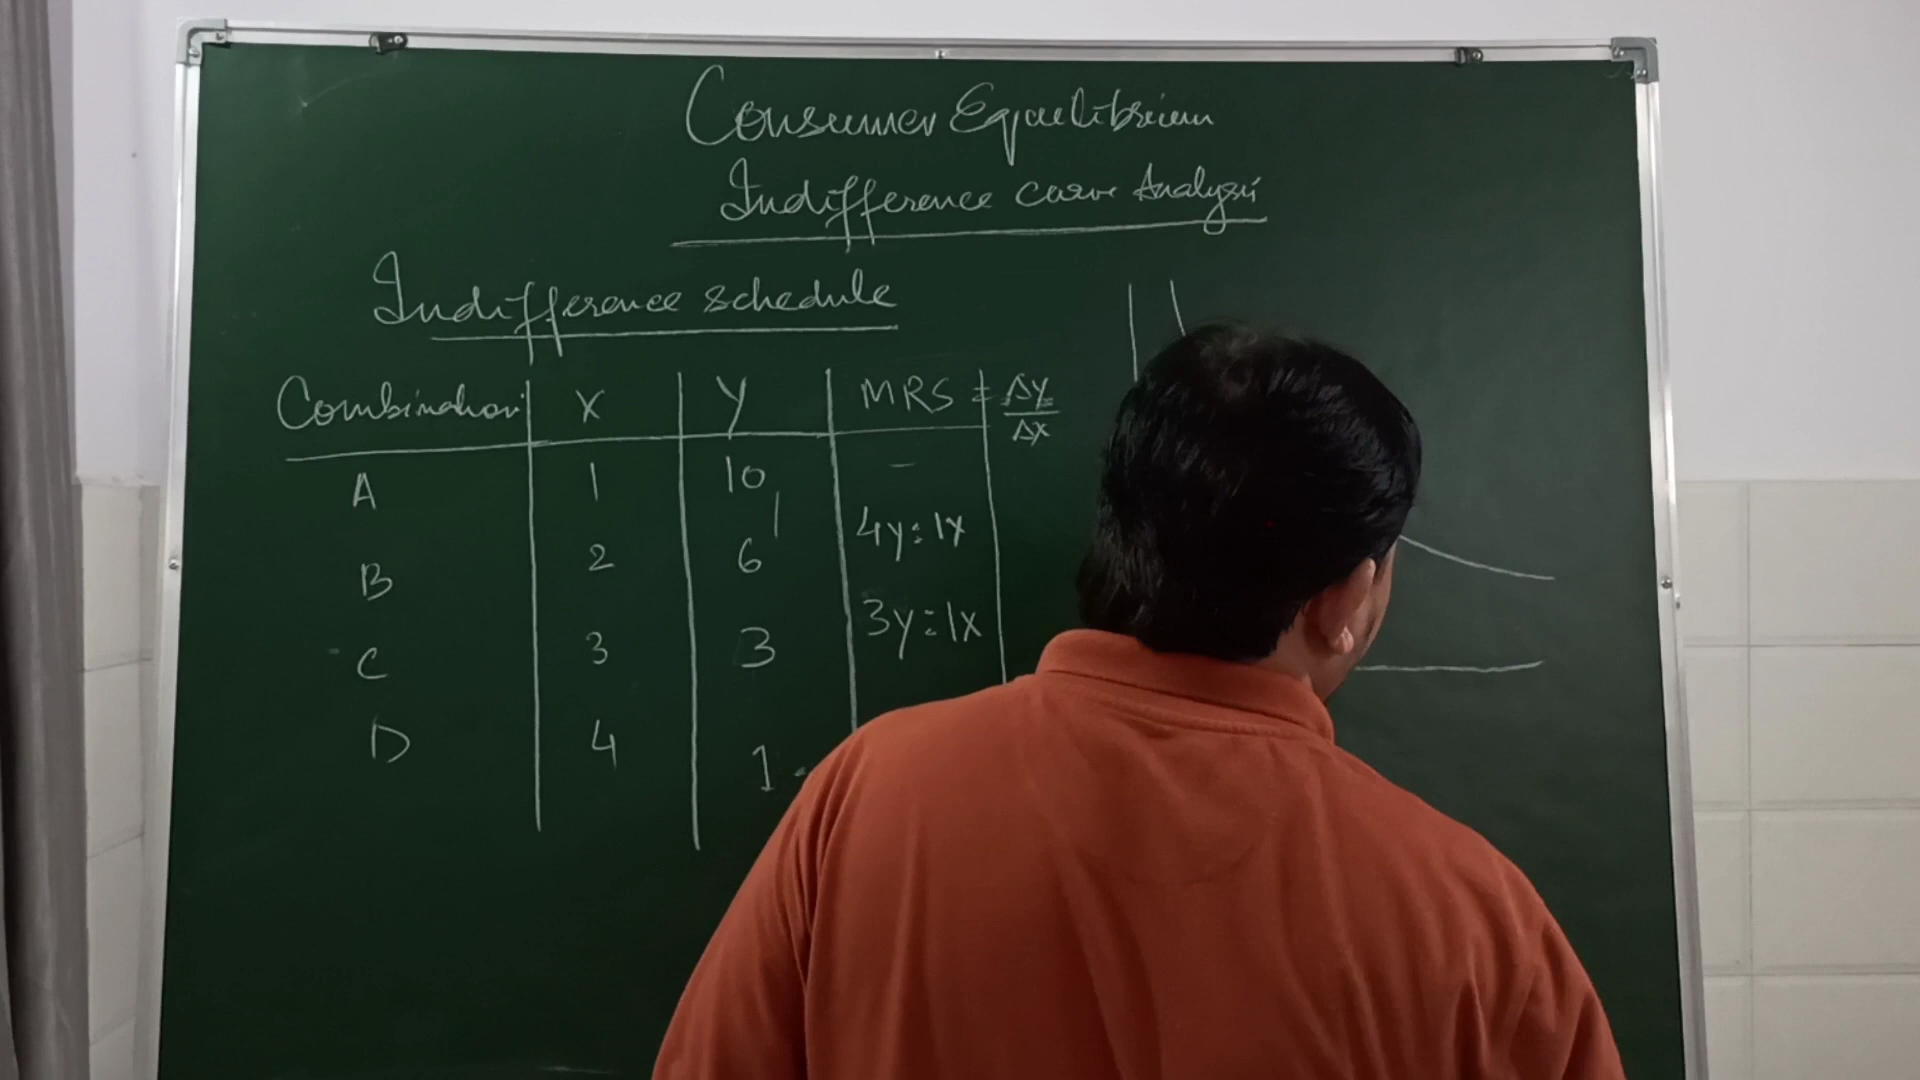 Consumer Equilibrium
Indifference curve Analysis
Indifference schedule
Combination X Y MRS = Δy/Δx
A 1 10 –
B 2 6 4y:1x
C 3 3 3y:1x
D 4 1